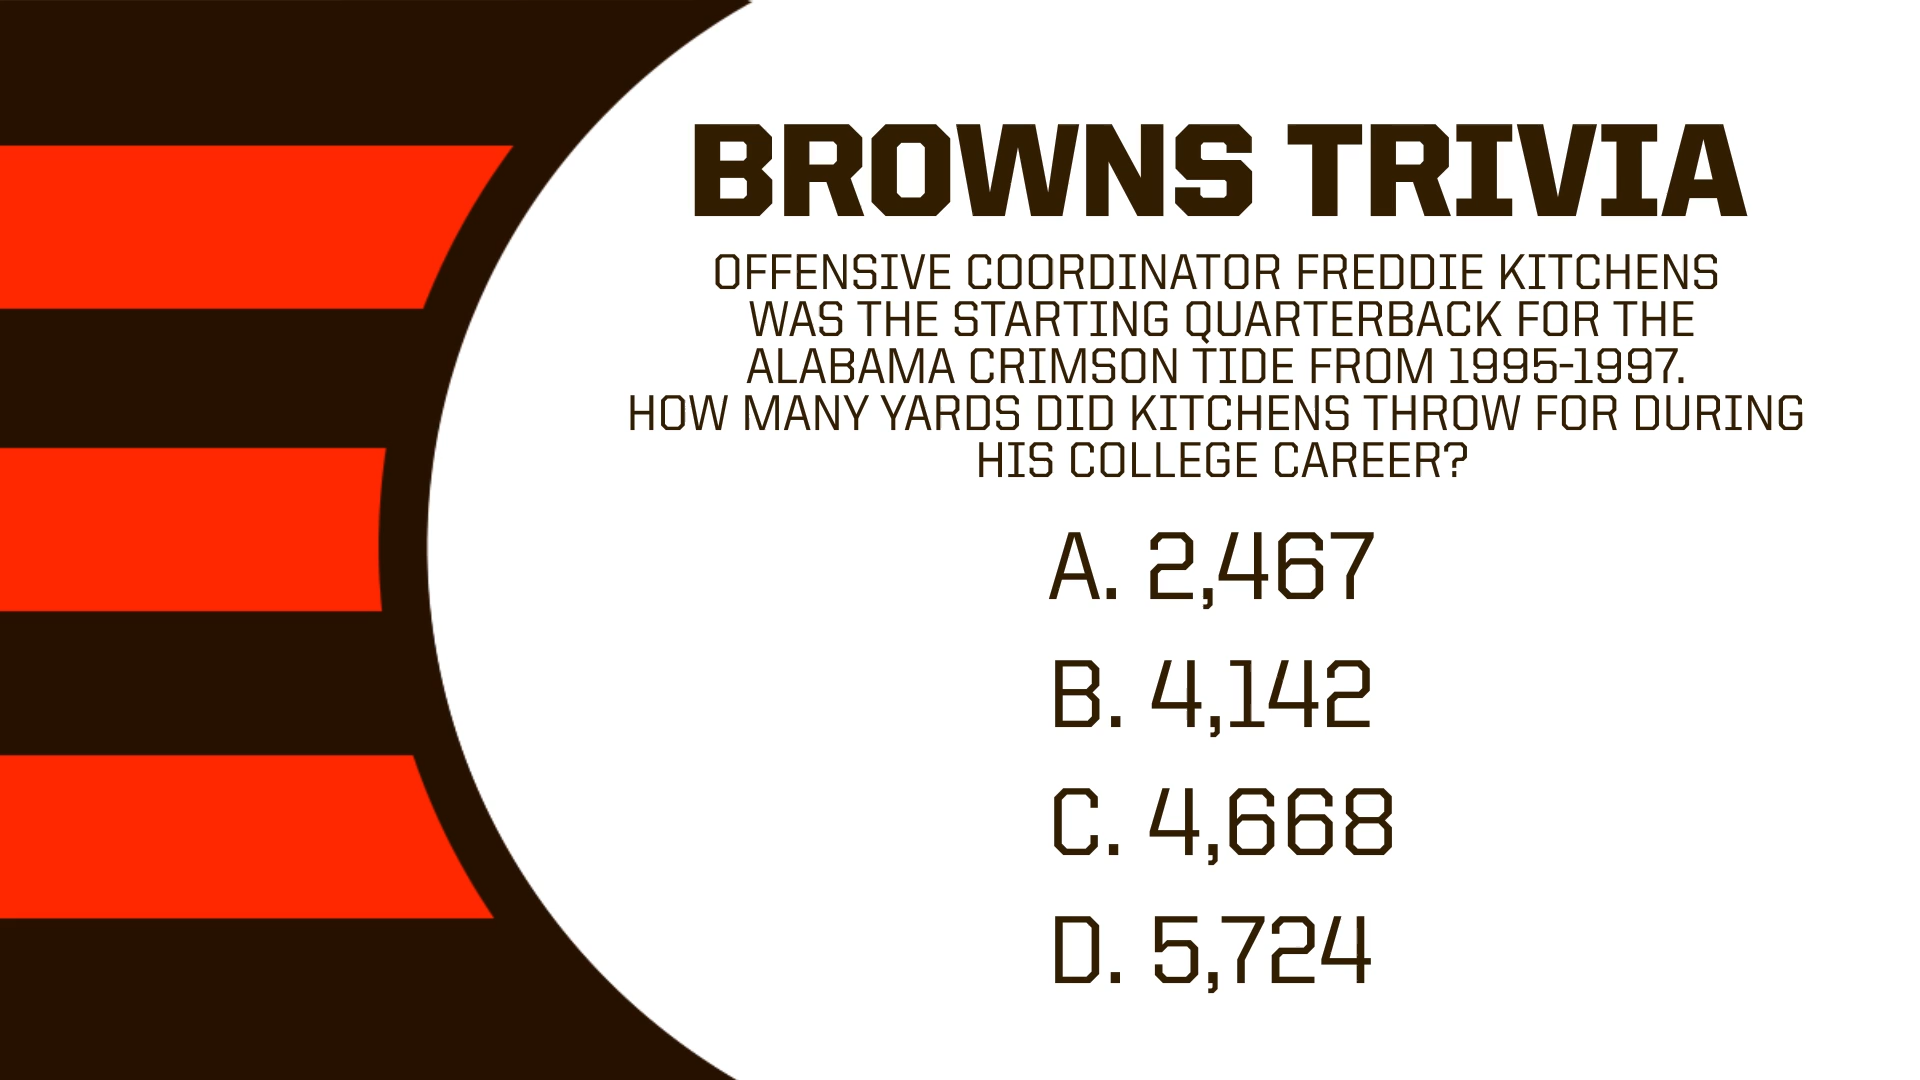 BROWNS TRIVIA
OFFENSIVE COORDINATOR FREDDIE KITCHENS
WAS THE STARTING QUARTERBACK FOR THE
ALABAMA CRIMSON TIDE FROM 1995-1997.
HOW MANY YARDS DID KITCHENS THROW FOR DURING
HIS COLLEGE CAREER?
A. 2,467
B. 4,142
C. 4,668
D. 5,724